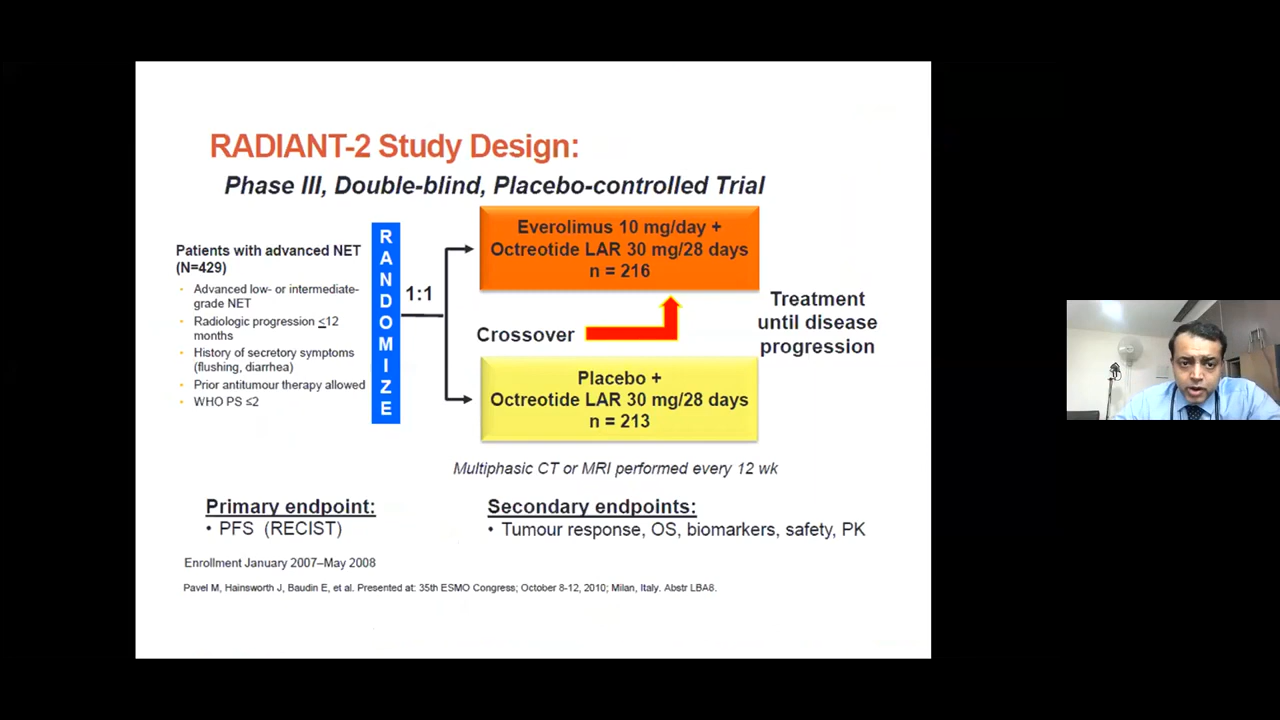 RADIANT-2 Study Design:
Phase III, Double-blind, Placebo-controlled Trial
Patients with advanced NET
(N=429)
• Advanced low- or intermediate-
grade NET
• Radiologic progression ≤12
months
• History of secretory symptoms
(flushing, diarrhea)
• Prior antitumour therapy allowed
• WHO PS ≤2
RANDOMIZE
1:1
Everolimus 10 mg/day +
Octreotide LAR 30 mg/28 days
n = 216
Crossover
Treatment
until disease
progression
Placebo +
Octreotide LAR 30 mg/28 days
n = 213
Multiphasic CT or MRI performed every 12 wk
Primary endpoint:
• PFS (RECIST)
Secondary endpoints:
• Tumour response, OS, biomarkers, safety, PK
Enrollment January 2007–May 2008
Pavel M, Hainsworth J, Baudin E, et al. Presented at: 35th ESMO Congress; October 8-12, 2010; Milan, Italy. Abstr LBA8.